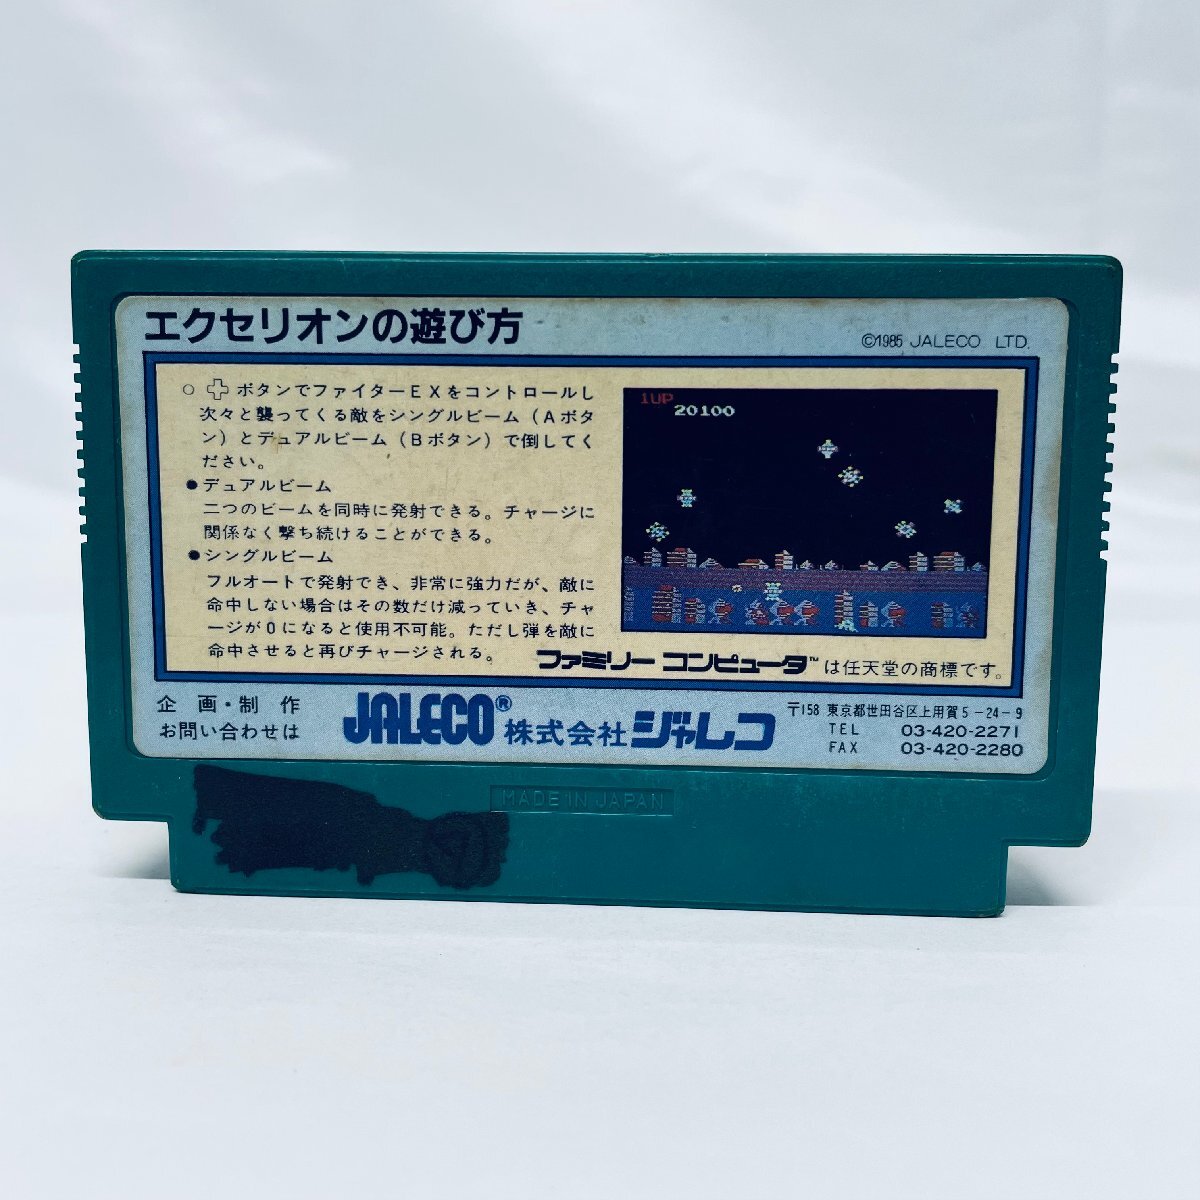 エクセリオンの遊び方
©1985 JALECO LTD.
○ ✚ ボタンでファイターEXをコントロールし
次々と襲ってくる敵をシングルビーム(Aボタ
ン)とデュアルビーム(Bボタン)で倒してく
ださい。
●デュアルビーム
二つのビームを同時に発射できる。チャージに
関係なく撃ち続けることができる。
●シングルビーム
フルオートで発射でき、非常に強力だが、敵に
命中しない場合はその数だけ減っていき、チャ
ージが0になると使用不可能。ただし弾を敵に
命中させると再びチャージされる。
1UP
20100
ファミリー コンピュータ™は任天堂の商標です。
企画・制作
お問い合わせは
JALECO® 株式会社ジャレコ
〒158 東京都世田谷区上用賀5-24-9
TEL 03-420-2271
FAX 03-420-2280
MADE IN JAPAN